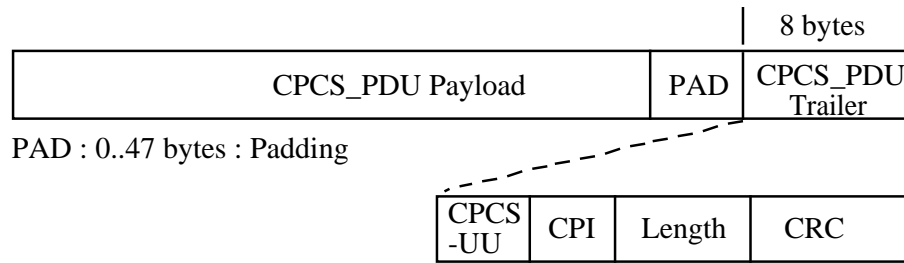 8 bytes
CPCS_PDU Payload
PAD
CPCS_PDU
Trailer
PAD : 0..47 bytes : Padding
CPCS
-UU
CPI
Length
CRC